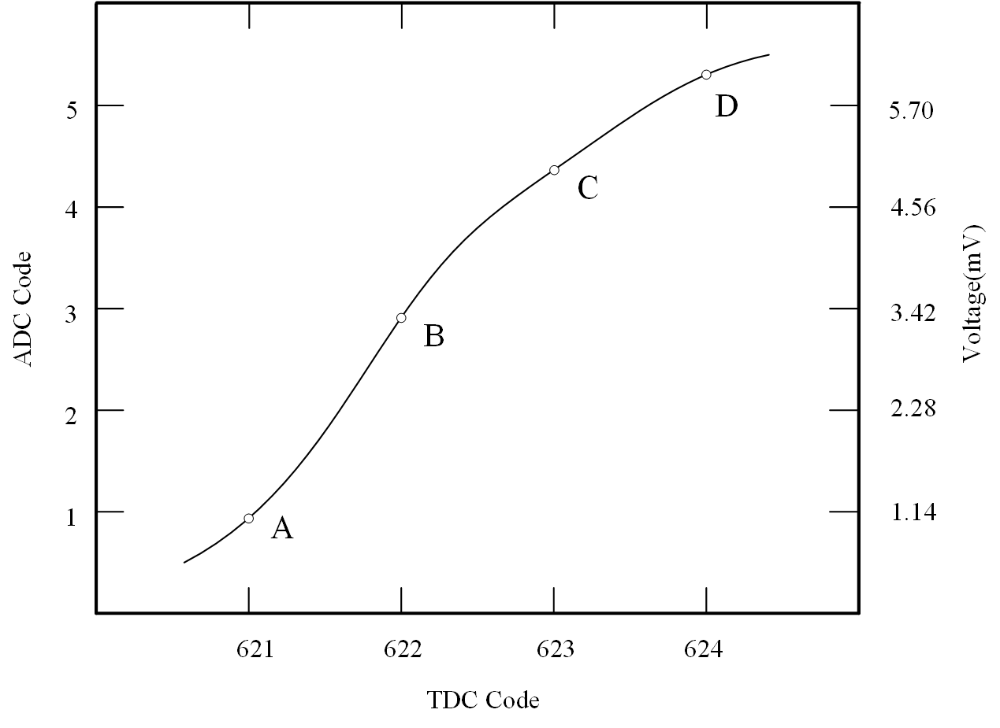 5
4
3
2
1
ADC Code
A
B
C
D
5.70
4.56
3.42
2.28
1.14
Voltage(mV)
621 622 623 624
TDC Code